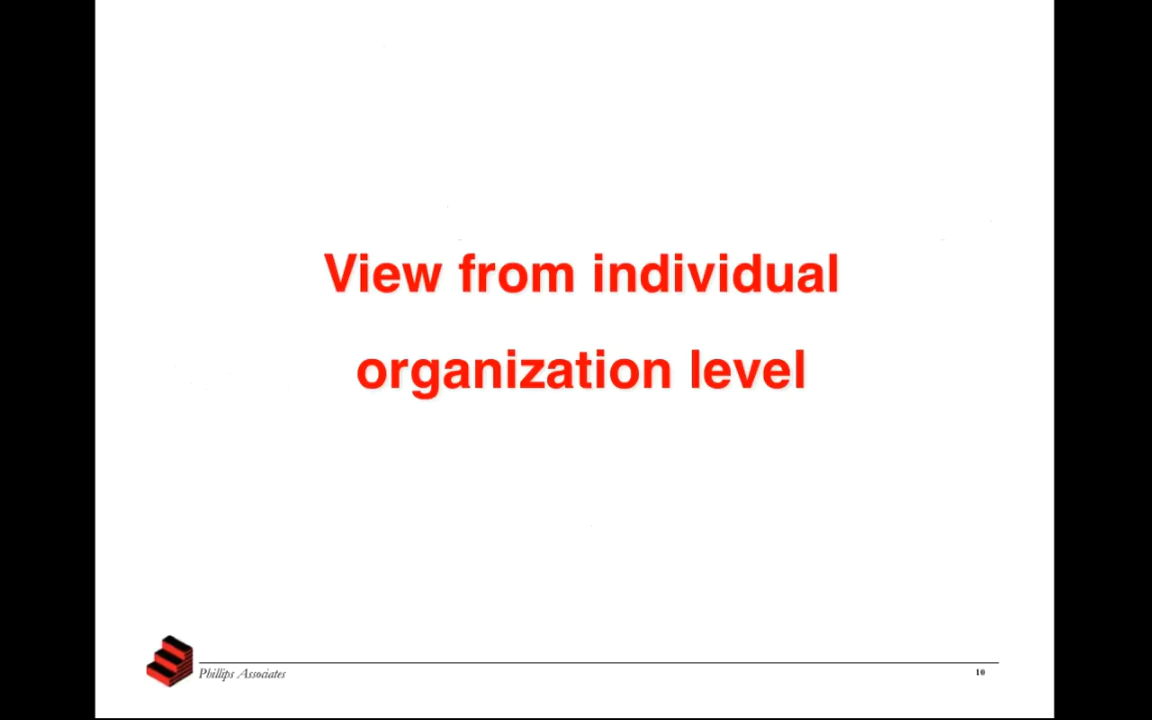 View from individual
organization level
Phillips Associates
10